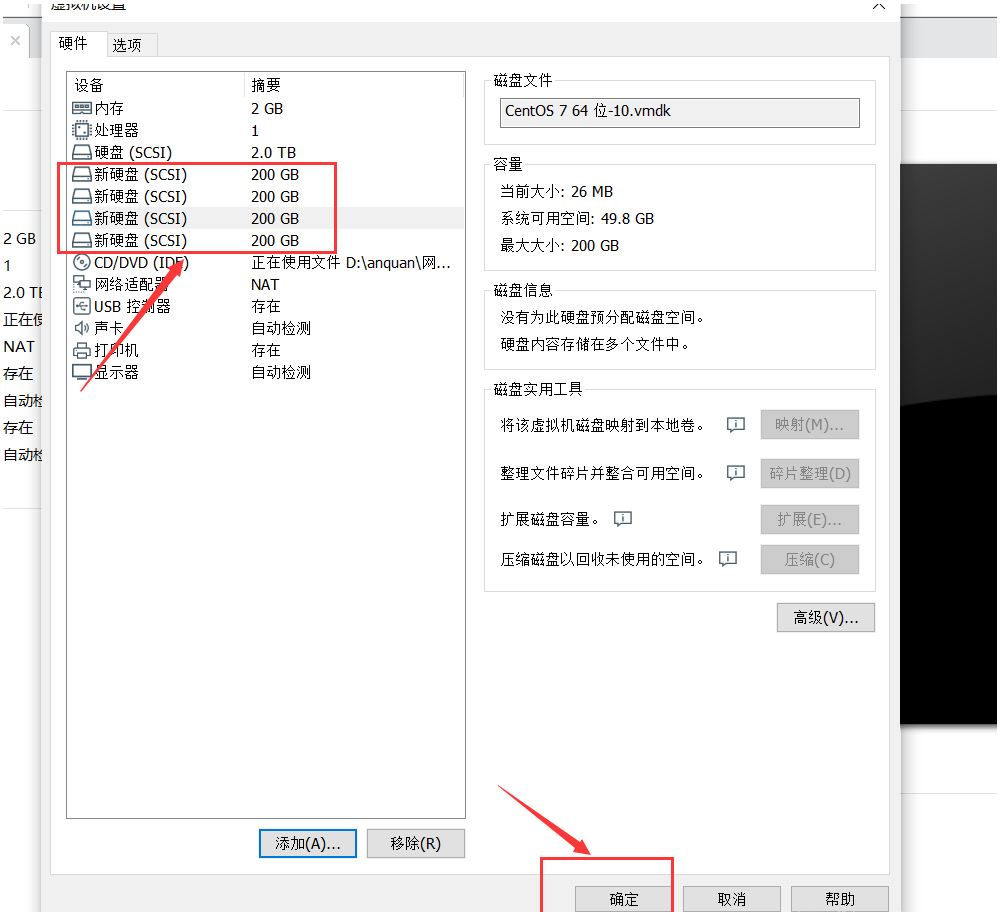 虚拟机设置
硬件 选项
设备 摘要
内存 2 GB
处理器 1
硬盘 (SCSI) 2.0 TB
新硬盘 (SCSI) 200 GB
新硬盘 (SCSI) 200 GB
新硬盘 (SCSI) 200 GB
新硬盘 (SCSI) 200 GB
CD/DVD (IDE) 正在使用文件 D:\anquan\网...
网络适配器 NAT
USB 控制器 存在
声卡 自动检测
打印机 存在
显示器 自动检测
添加(A)... 移除(R)
磁盘文件
CentOS 7 64 位-10.vmdk
容量
当前大小: 26 MB
系统可用空间: 49.8 GB
最大大小: 200 GB
磁盘信息
没有为此硬盘预分配磁盘空间。
硬盘内容存储在多个文件中。
磁盘实用工具
将该虚拟机磁盘映射到本地卷。 映射(M)...
整理文件碎片并整合可用空间。 碎片整理(D)
扩展磁盘容量。 扩展(E)...
压缩磁盘以回收未使用的空间。 压缩(C)
高级(V)...
确定 取消 帮助
2 GB
1
2.0 TB
正在使
NAT
存在
自动检
存在
自动检